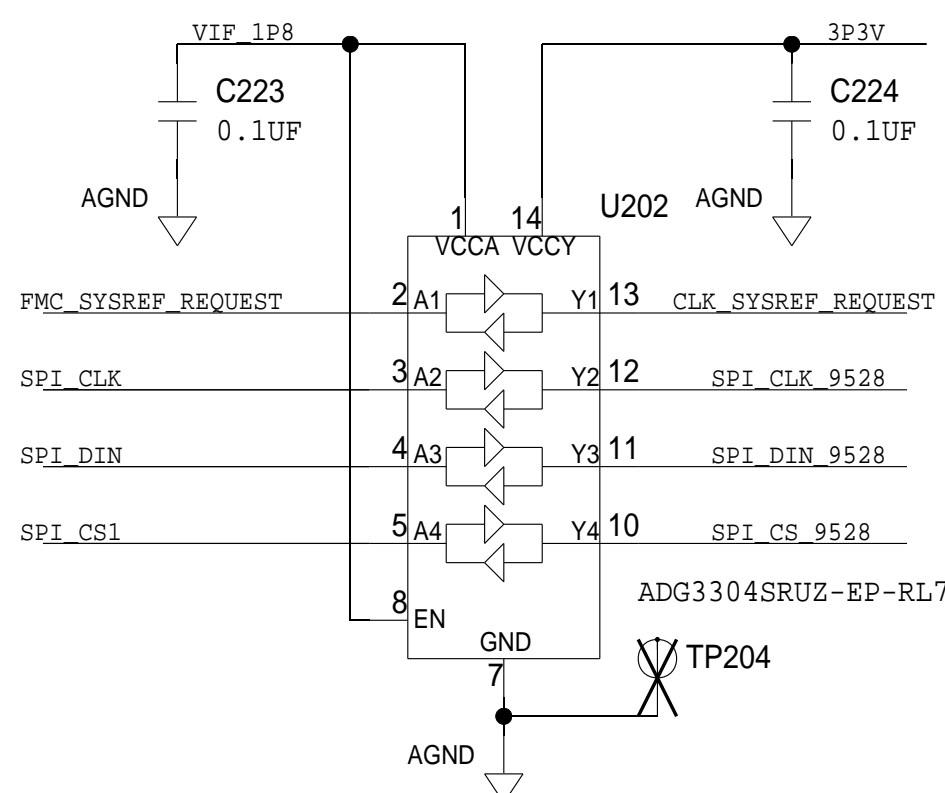 VIF_1P8 3P3V
C223 C224
0.1UF 0.1UF
AGND AGND
U202
1 14
VCCA VCCY
FMC_SYSREF_REQUEST 2 A1 Y1 13 CLK_SYSREF_REQUEST
SPI_CLK 3 A2 Y2 12 SPI_CLK_9528
SPI_DIN 4 A3 Y3 11 SPI_DIN_9528
SPI_CS1 5 A4 Y4 10 SPI_CS_9528
ADG3304SRUZ-EP-RL7
8 EN
GND
7
TP204
AGND